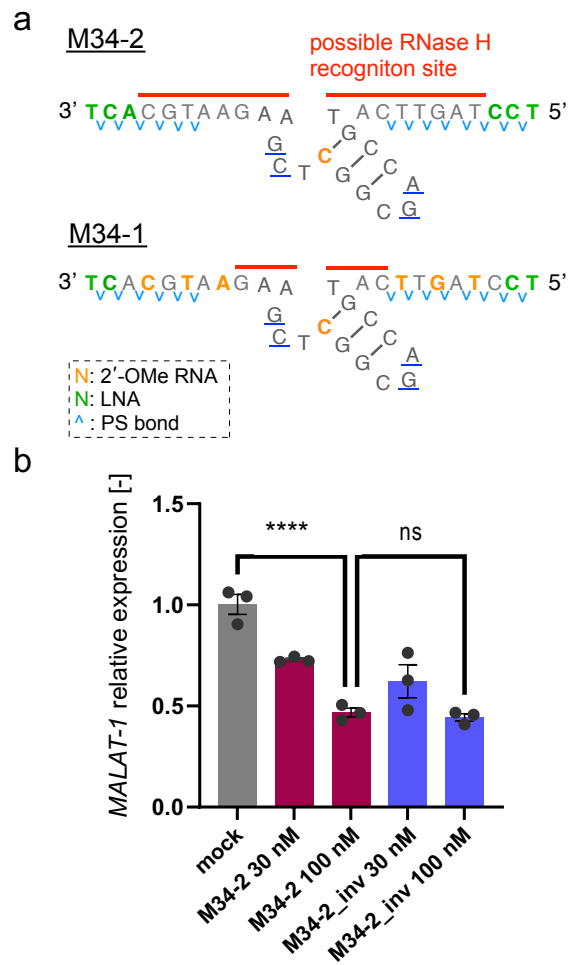 a
M34-2
possible RNase H
recogniton site
3' TCACGTAAGAA TACTTGATCCT 5'
G G C
C T C G C A
G G
C
M34-1
3' TCACGTAAGAA TACTTGATCCT 5'
G G C
C T C G C A
G G
C
N: 2′-OMe RNA
N: LNA
^ : PS bond
b
MALAT-1 relative expression [-]
1.5
1.0
0.5
0.0
**** ns
mock
M34-2 30 nM
M34-2 100 nM
M34-2_inv 30 nM
M34-2_inv 100 nM